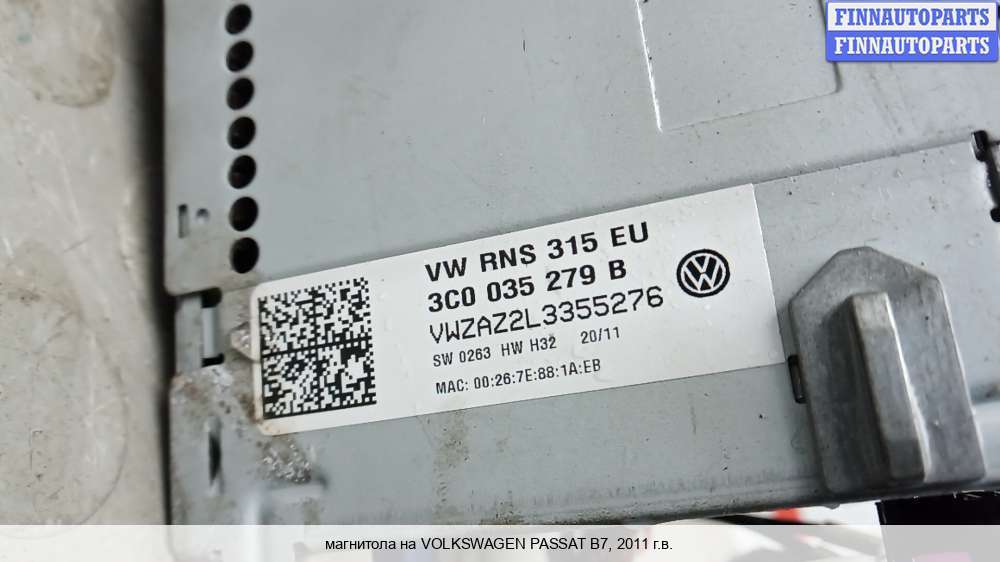 FINNAUTOPARTS
FINNAUTOPARTS
VW RNS 315 EU
3C0 035 279 B
VWZAZ2L3355276
SW 0263 HW H32 20/11
MAC: 00:26:7E:88:1A:EB
магнитола на VOLKSWAGEN PASSAT B7, 2011 г.в.